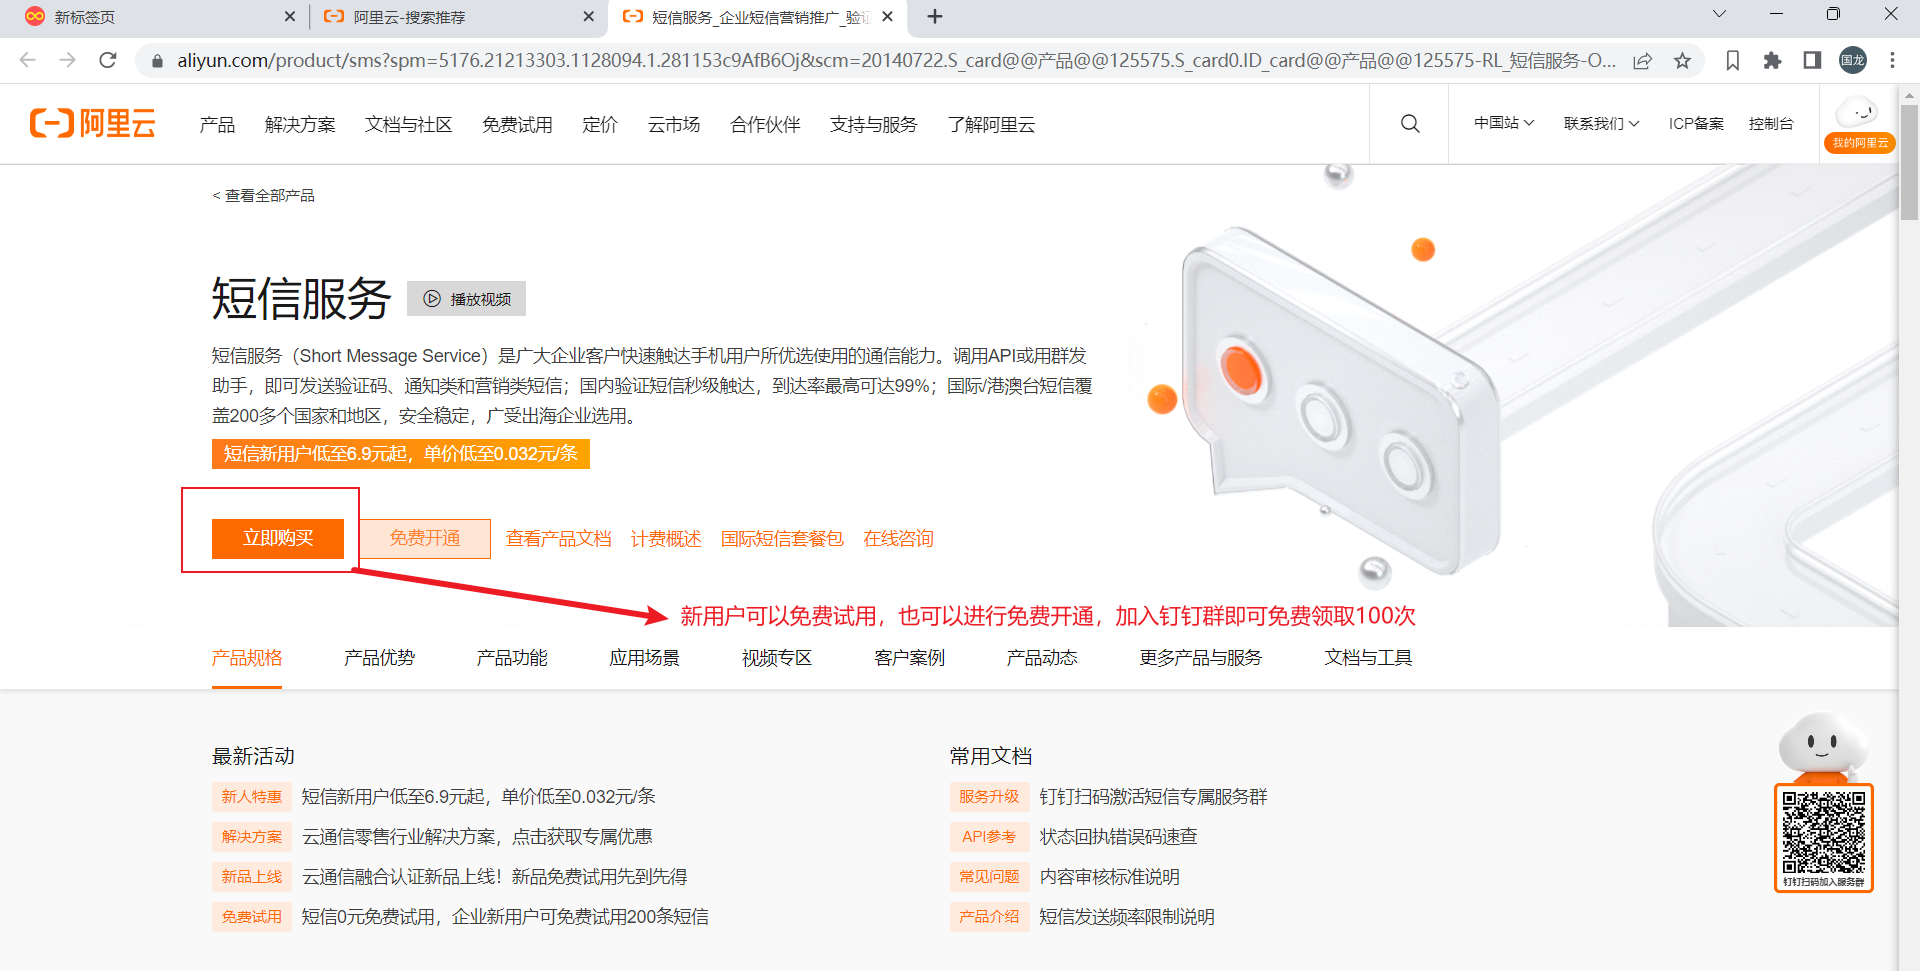 新标签页
阿里云-搜索推荐
短信服务_企业短信营销推广_验证
aliyun.com/product/sms?spm=5176.21213303.1128094.1.281153c9AfB6Oj&scm=20140722.S_card@@产品@@125575.S_card0.ID_card@@产品@@125575-RL_短信服务-O...
国龙
阿里云
产品 解决方案 文档与社区 免费试用 定价 云市场 合作伙伴 支持与服务 了解阿里云
中国站 联系我们 ICP备案 控制台
我的阿里云
< 查看全部产品
短信服务
播放视频
短信服务（Short Message Service）是广大企业客户快速触达手机用户所优选使用的通信能力。调用API或用群发
助手，即可发送验证码、通知类和营销类短信；国内验证短信秒级触达，到达率最高可达99%；国际/港澳台短信覆
盖200多个国家和地区，安全稳定，广受出海企业选用。
短信新用户低至6.9元起，单价低至0.032元/条
立即购买 免费开通 查看产品文档 计费概述 国际短信套餐包 在线咨询
新用户可以免费试用，也可以进行免费开通，加入钉钉群即可免费领取100次
产品规格 产品优势 产品功能 应用场景 视频专区 客户案例 产品动态 更多产品与服务 文档与工具
最新活动
新人特惠 短信新用户低至6.9元起，单价低至0.032元/条
解决方案 云通信零售行业解决方案，点击获取专属优惠
新品上线 云通信融合认证新品上线！新品免费试用先到先得
免费试用 短信0元免费试用，企业新用户可免费试用200条短信
常用文档
服务升级 钉钉扫码激活短信专属服务群
API参考 状态回执错误码速查
常见问题 内容审核标准说明
产品介绍 短信发送频率限制说明
钉钉扫码加入服务群